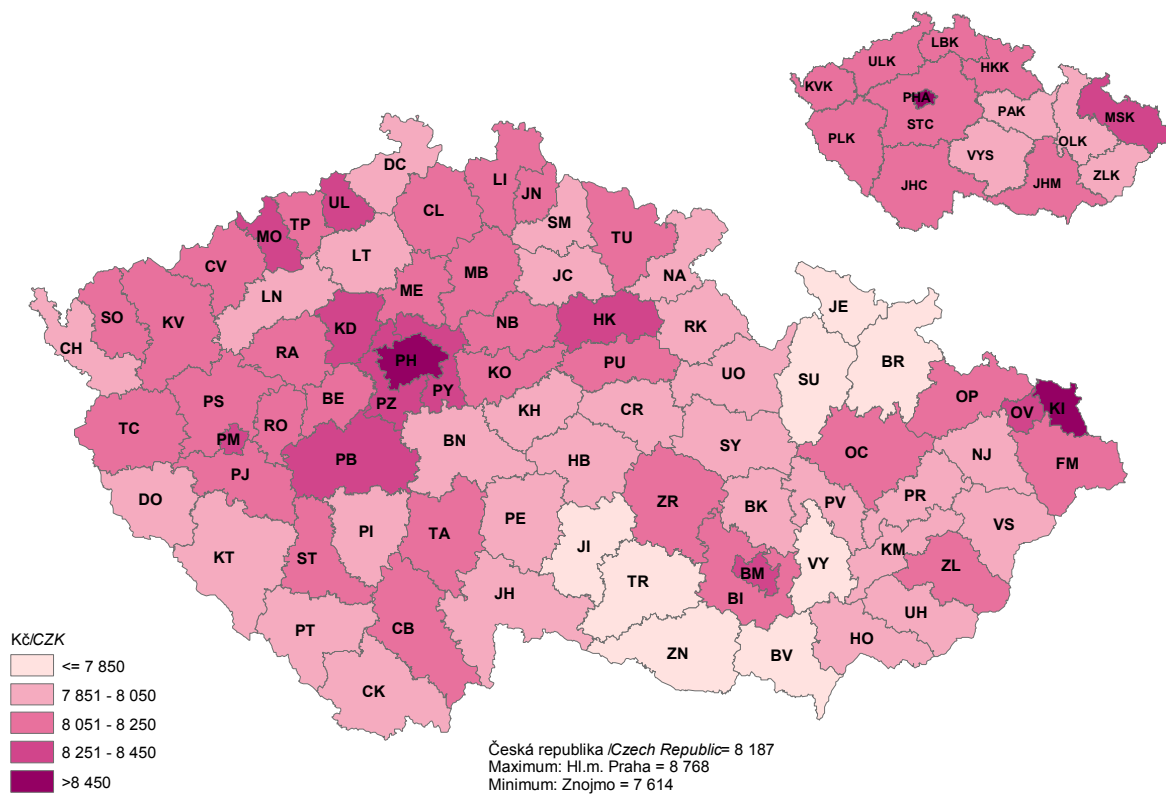 LBK
ULK
HKK
KVK
PHA
PAK
MSK
STC
PLK
OLK
VYS
ZLK
JHM
JHC
DC
LI
JN
UL
CL
SM
TP
MO
TU
LT
CV
MB
JC
NA
ME
LN
SO
KV
KD
NB
HK
RK
JE
CH
RA
PH
KO
PU
BR
UO
SU
PY
PS
BE
PZ
OP
KI
TC
RO
KH
CR
OV
PM
BN
SY
PB
HB
OC
NJ
FM
PJ
DO
ZR
PR
PI
TA
PE
BK
PV
VS
KT
ST
JI
KM
VY
ZL
BM
TR
BI
JH
UH
PT
CB
HO
ZN
BV
CK
Kč/CZK
<= 7 850
7 851 - 8 050
8 051 - 8 250
8 251 - 8 450
>8 450
Česká republika /Czech Republic= 8 187
Maximum: Hl.m. Praha = 8 768
Minimum: Znojmo = 7 614